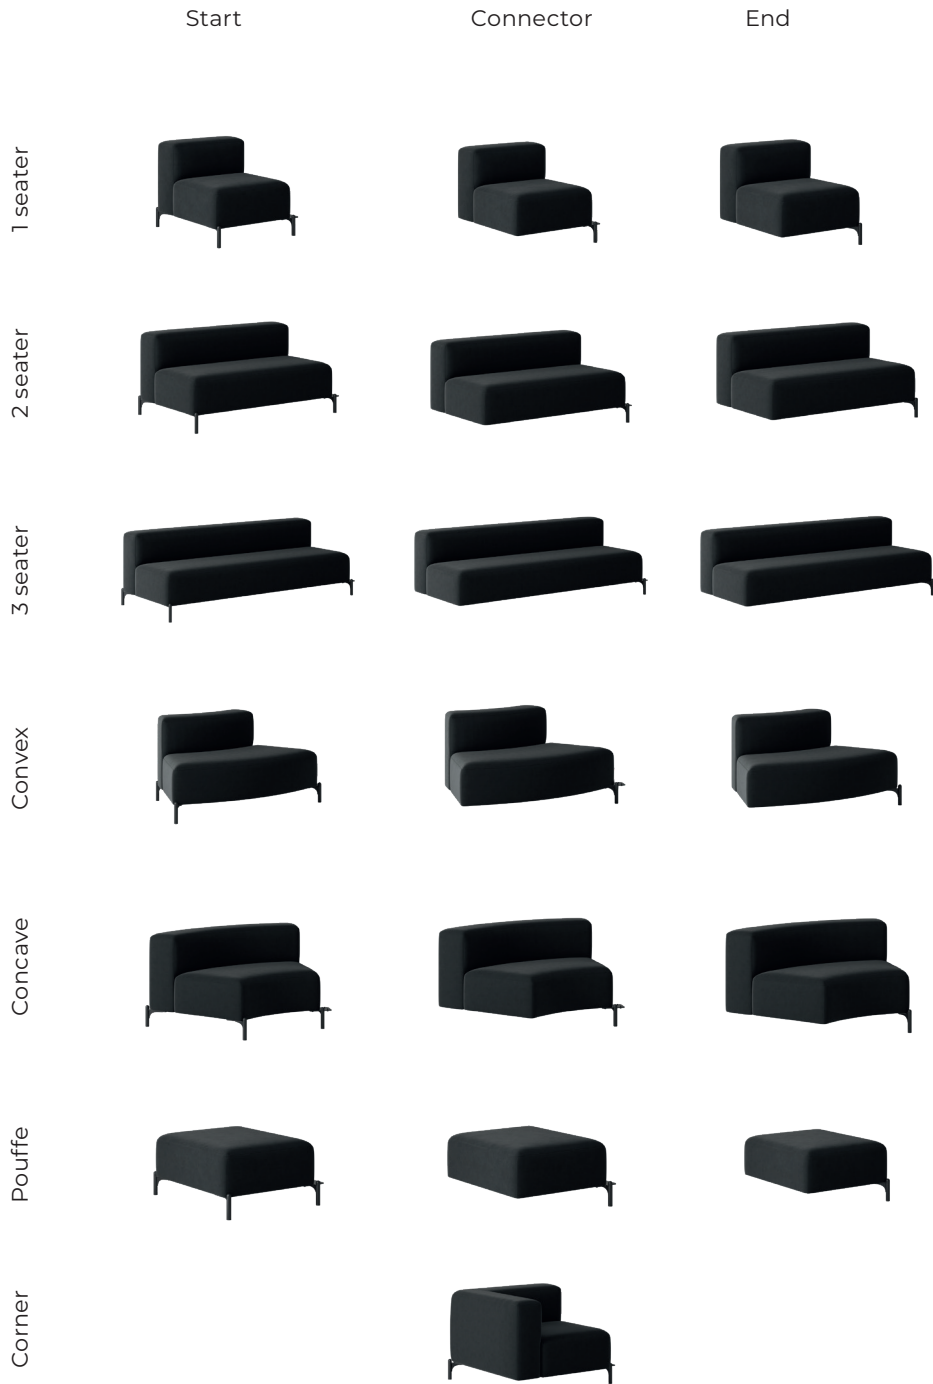 Start
Connector
End
1 seater
2 seater
3 seater
Convex
Concave
Pouffe
Corner